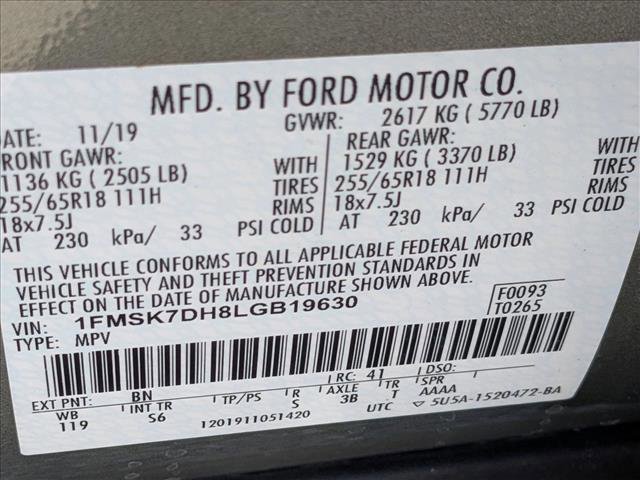 MFD. BY FORD MOTOR CO.
DATE: 11/19 GVWR: 2617 KG ( 5770 LB)
FRONT GAWR: REAR GAWR:
1136 KG ( 2505 LB) WITH 1529 KG ( 3370 LB) WITH
255/65R18 111H TIRES 255/65R18 111H TIRES
18x7.5J RIMS 18x7.5J RIMS
AT 230 kPa/ 33 PSI COLD AT 230 kPa/ 33 PSI COLD
THIS VEHICLE CONFORMS TO ALL APPLICABLE FEDERAL MOTOR
VEHICLE SAFETY AND THEFT PREVENTION STANDARDS IN
EFFECT ON THE DATE OF MANUFACTURE SHOWN ABOVE.
VIN: 1FMSK7DH8LGB19630 F0093
TYPE: MPV T0265
EXT PNT: BN RC: 41 DSO:
WB INT TR TP/PS R AXLE TR SPR
119 S6 S 3B T AAAA
1201911051420 UTC ▽ 5U5A-1520472-BA